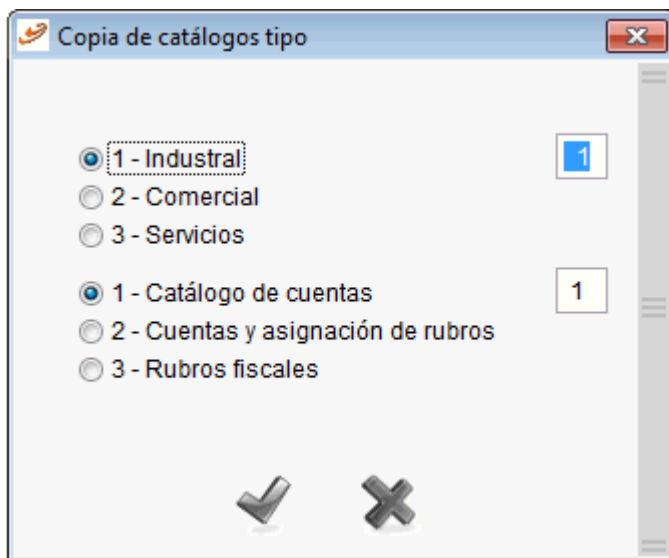 Copia de catálogos tipo
1 - Industral 1
2 - Comercial
3 - Servicios
1 - Catálogo de cuentas 1
2 - Cuentas y asignación de rubros
3 - Rubros fiscales